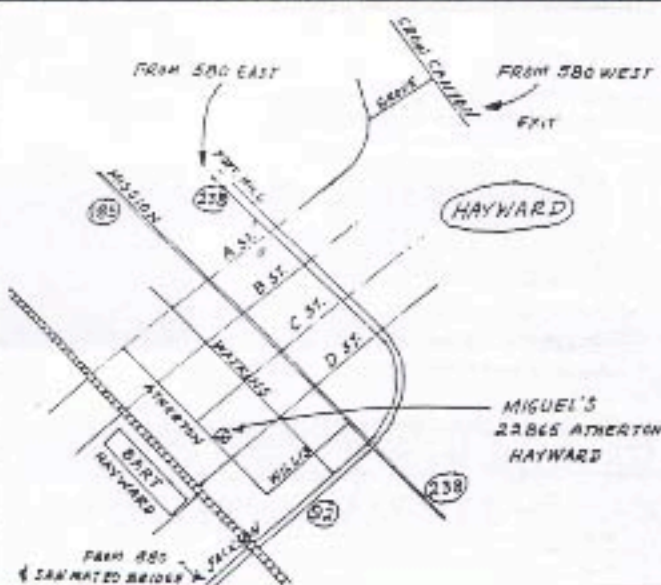 CROW CANYON
FROM 580 EAST
FROM 580 WEST
EXIT
GROVE
FOOTHILL
238
MISSION
185
HAYWARD
A ST.
B ST.
C ST.
D ST.
WATKINS
ATHERTON
WILLIS
MIGUEL'S
22865 ATHERTON
HAYWARD
BART
HAYWARD
92
238
JACKSON
FROM 880
& SAN MATEO BRIDGE